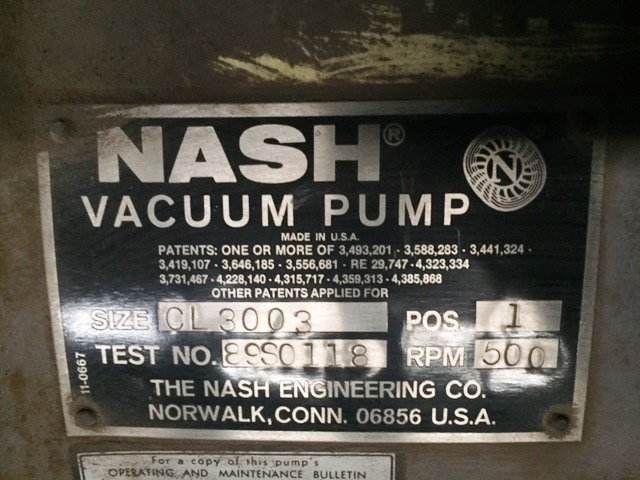 NASH®
N
VACUUM PUMP
MADE IN U.S.A.
PATENTS: ONE OR MORE OF 3,493,201 - 3,588,283 - 3,441,324 -
3,419,107 - 3,646,185 - 3,556,681 - RE 29,747 - 4,323,334
3,731,467 - 4,228,140 - 4,315,717 - 4,359,313 - 4,385,868
OTHER PATENTS APPLIED FOR
SIZE CL3003 POS. 1
TEST NO. 89S0118 RPM 500
11-0667
THE NASH ENGINEERING CO.
NORWALK, CONN. 06856 U.S.A.
For a copy of this pump's
OPERATING AND MAINTENANCE BULLETIN